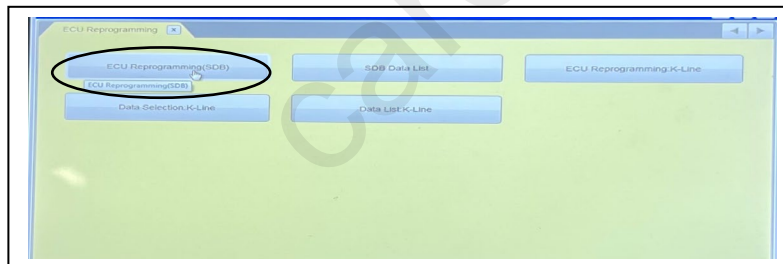 ECU Reprogramming
ECU Reprogramming(SDB)
SDB Data List
ECU Reprogramming:K-Line
ECU Reprogramming(SDB)
Data Selection:K-Line
Data List:K-Line